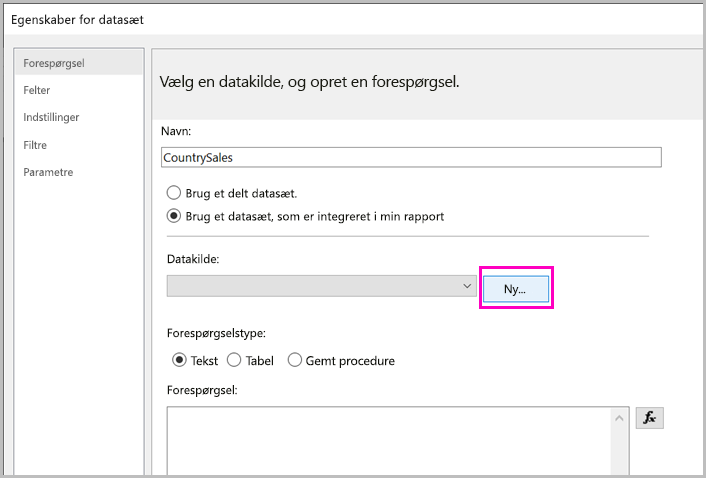 Egenskaber for datasæt
Forespørgsel
Felter
Indstillinger
Filtre
Parametre
Vælg en datakilde, og opret en forespørgsel.
Navn:
CountrySales
Brug et delt datasæt.
Brug et datasæt, som er integreret i min rapport
Datakilde:
Ny...
Forespørgselstype:
Tekst Tabel Gemt procedure
Forespørgsel:
fx